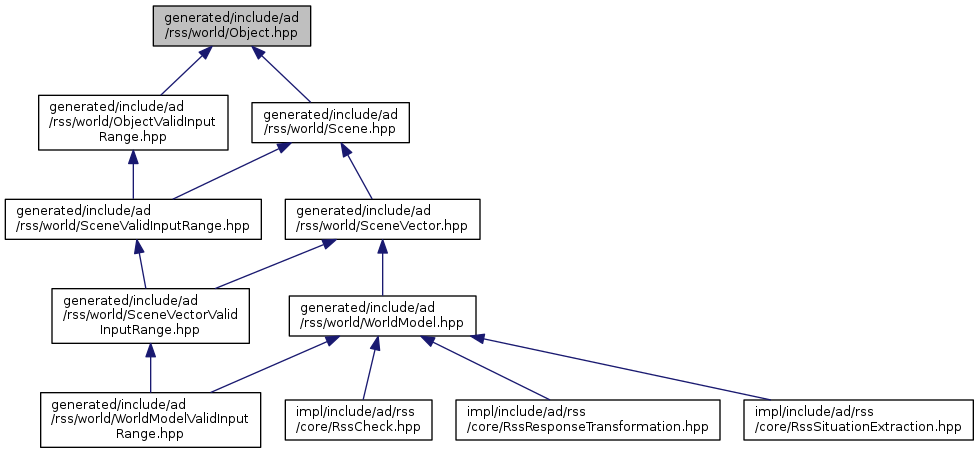 generated/include/ad
/rss/world/Object.hpp
generated/include/ad
/rss/world/ObjectValidInput
Range.hpp
generated/include/ad
/rss/world/Scene.hpp
generated/include/ad
/rss/world/SceneValidInputRange.hpp
generated/include/ad
/rss/world/SceneVector.hpp
generated/include/ad
/rss/world/SceneVectorValid
InputRange.hpp
generated/include/ad
/rss/world/WorldModel.hpp
generated/include/ad
/rss/world/WorldModelValidInput
Range.hpp
impl/include/ad/rss
/core/RssCheck.hpp
impl/include/ad/rss
/core/RssResponseTransformation.hpp
impl/include/ad/rss
/core/RssSituationExtraction.hpp